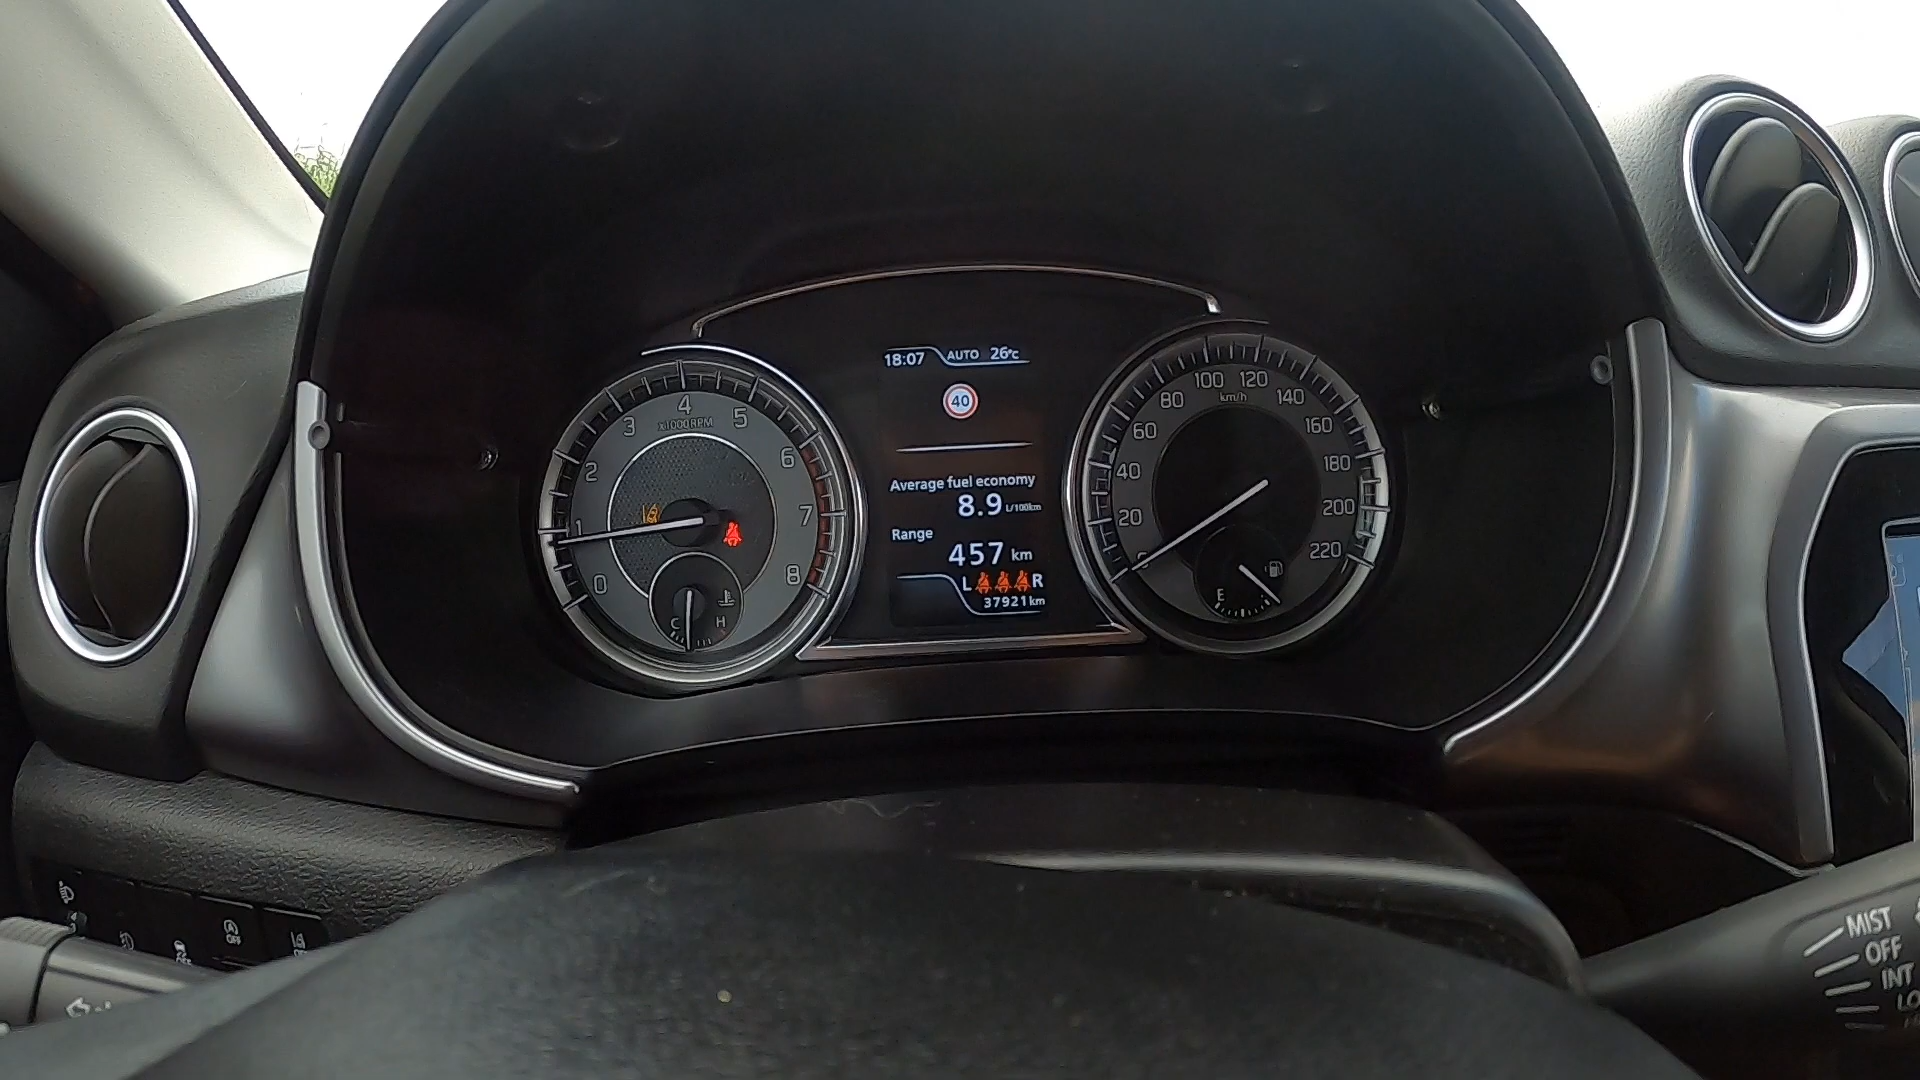 18:07 AUTO 26°C
40
Average fuel economy
8.9 L/100km
Range
457 km
L R
37921km
0 1 2 3 4 5 6 7 8
x1000RPM
C H
20 40 60 80 100 120 140 160 180 200 220
km/h
E
OFF
OFF
MIST
OFF
INT
LO